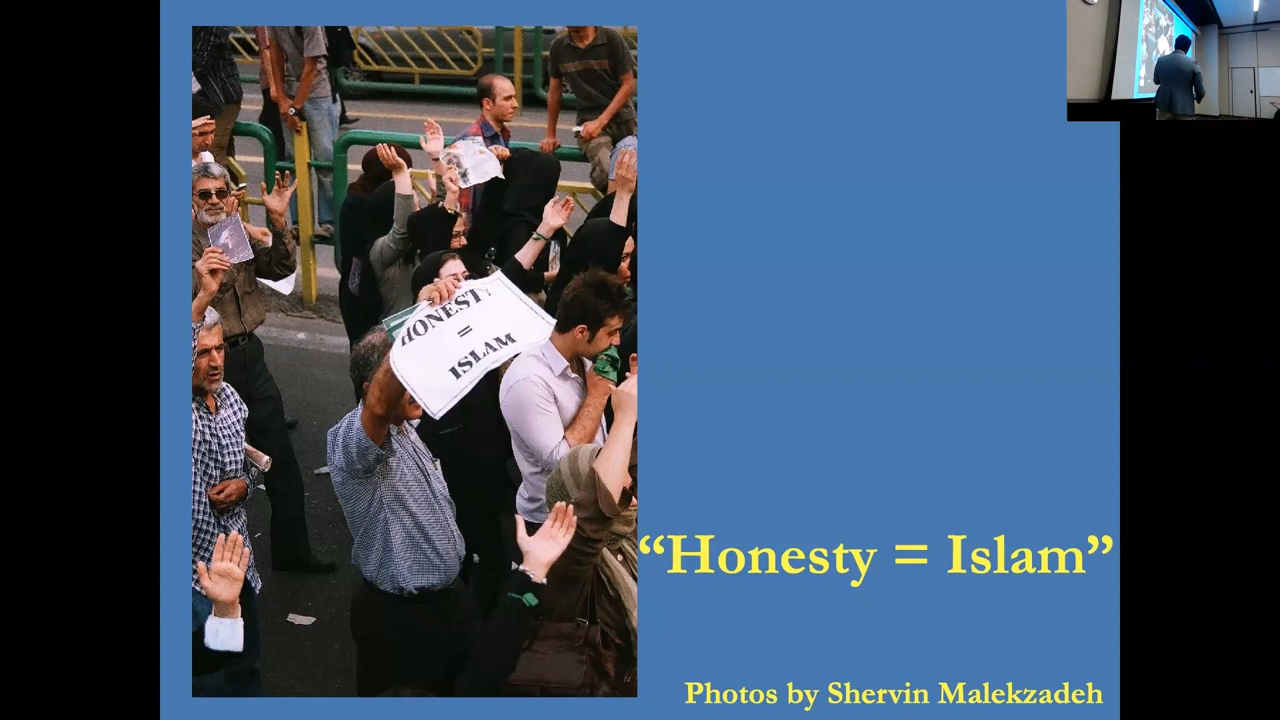 HONESTY
=
ISLAM
“Honesty = Islam”
Photos by Shervin Malekzadeh